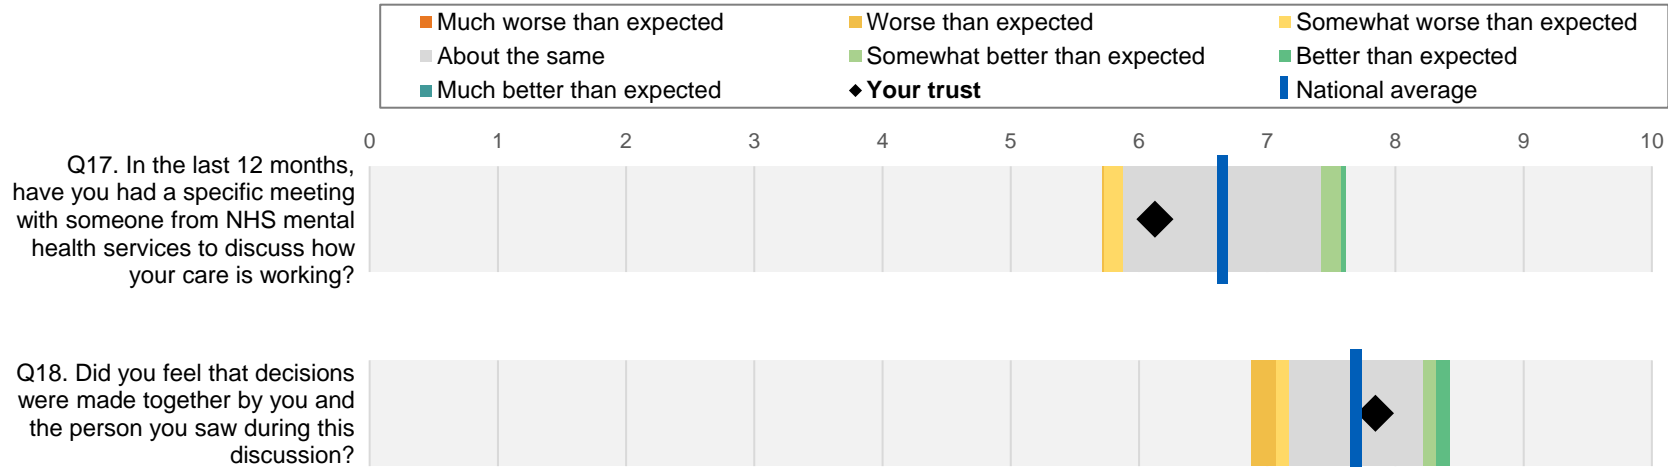 Much worse than expected
Worse than expected
Somewhat worse than expected
About the same
Somewhat better than expected
Better than expected
Much better than expected
Your trust
National average
0 1 2 3 4 5 6 7 8 9 10
Q17. In the last 12 months,
have you had a specific meeting
with someone from NHS mental
health services to discuss how
your care is working?
Q18. Did you feel that decisions
were made together by you and
the person you saw during this
discussion?